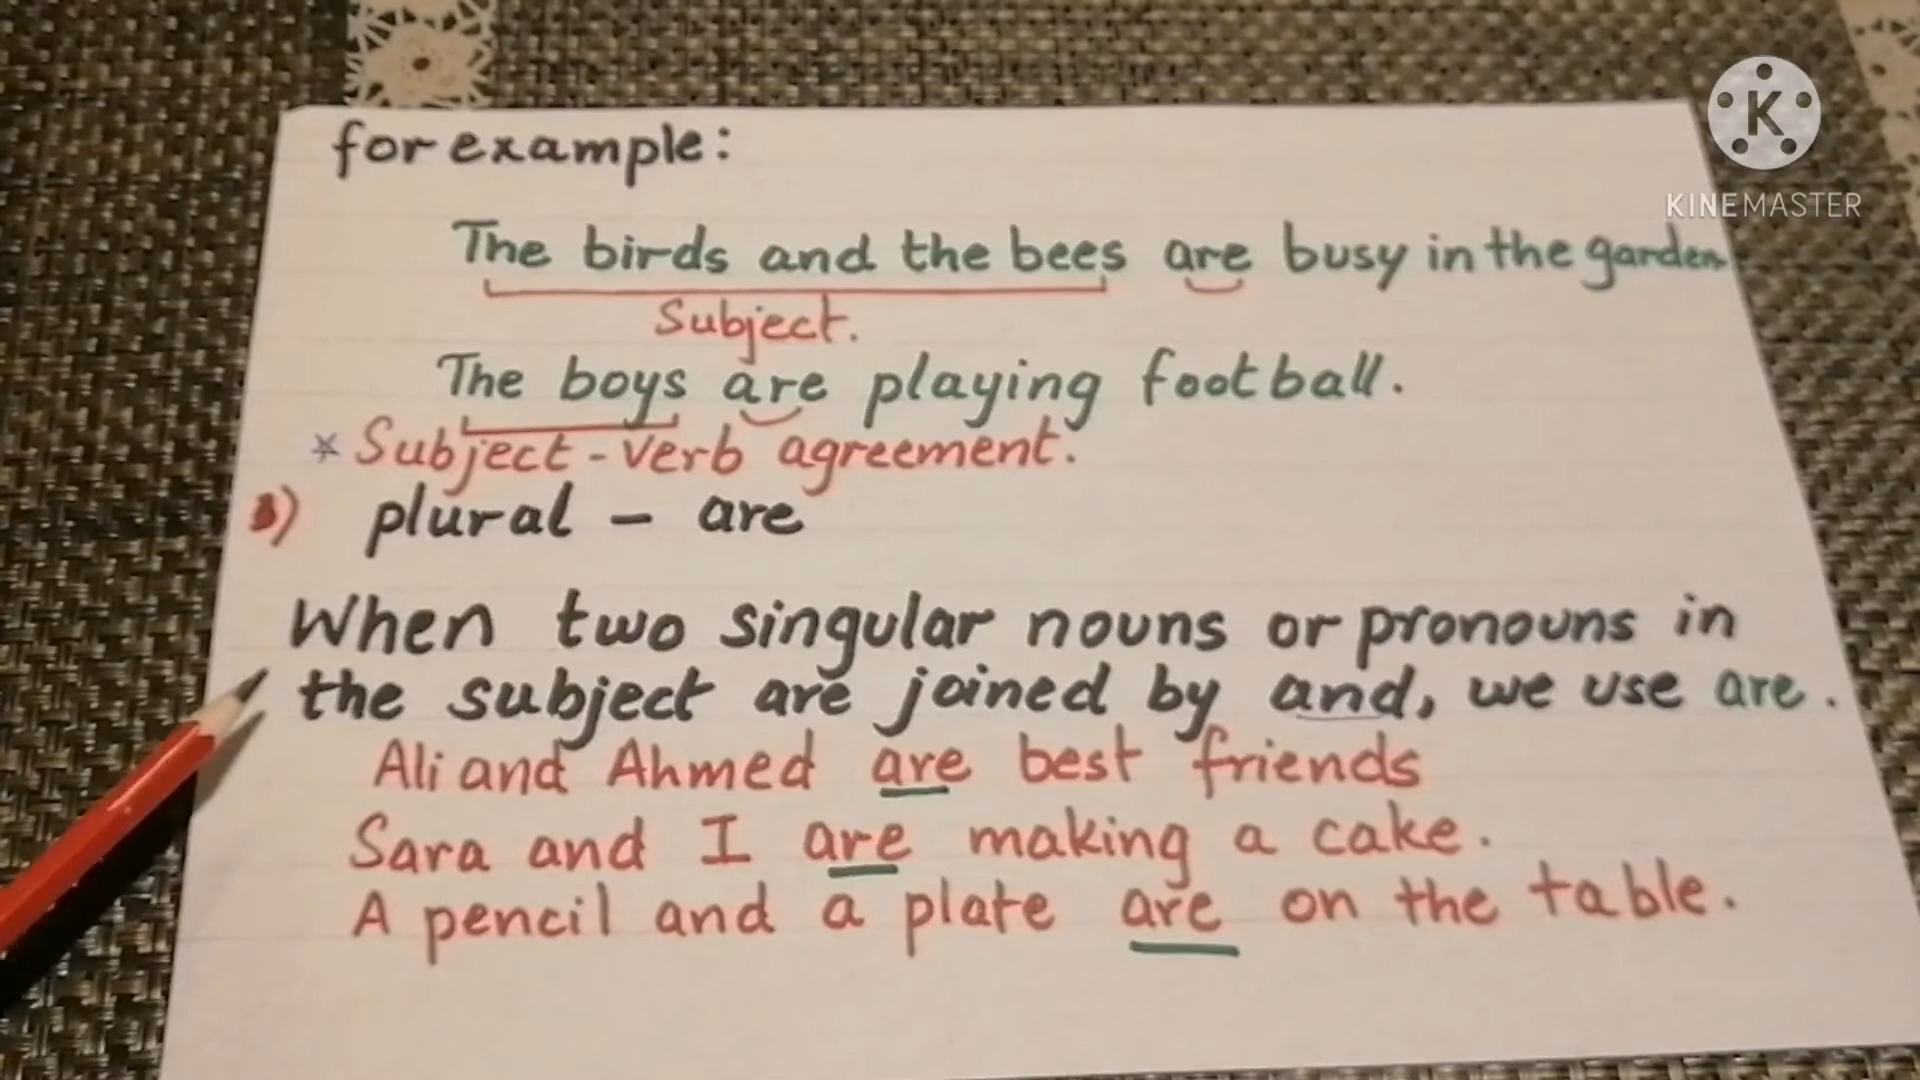 for example:
K
KINEMASTER
The birds and the bees are busy in the garden
Subject.
The boys are playing football.
* Subject - verb agreement.
plural - are
When two singular nouns or pronouns in
the subject are joined by and, we use are.
Ali and Ahmed are best friends
Sara and I are making a cake.
A pencil and a plate are on the table.